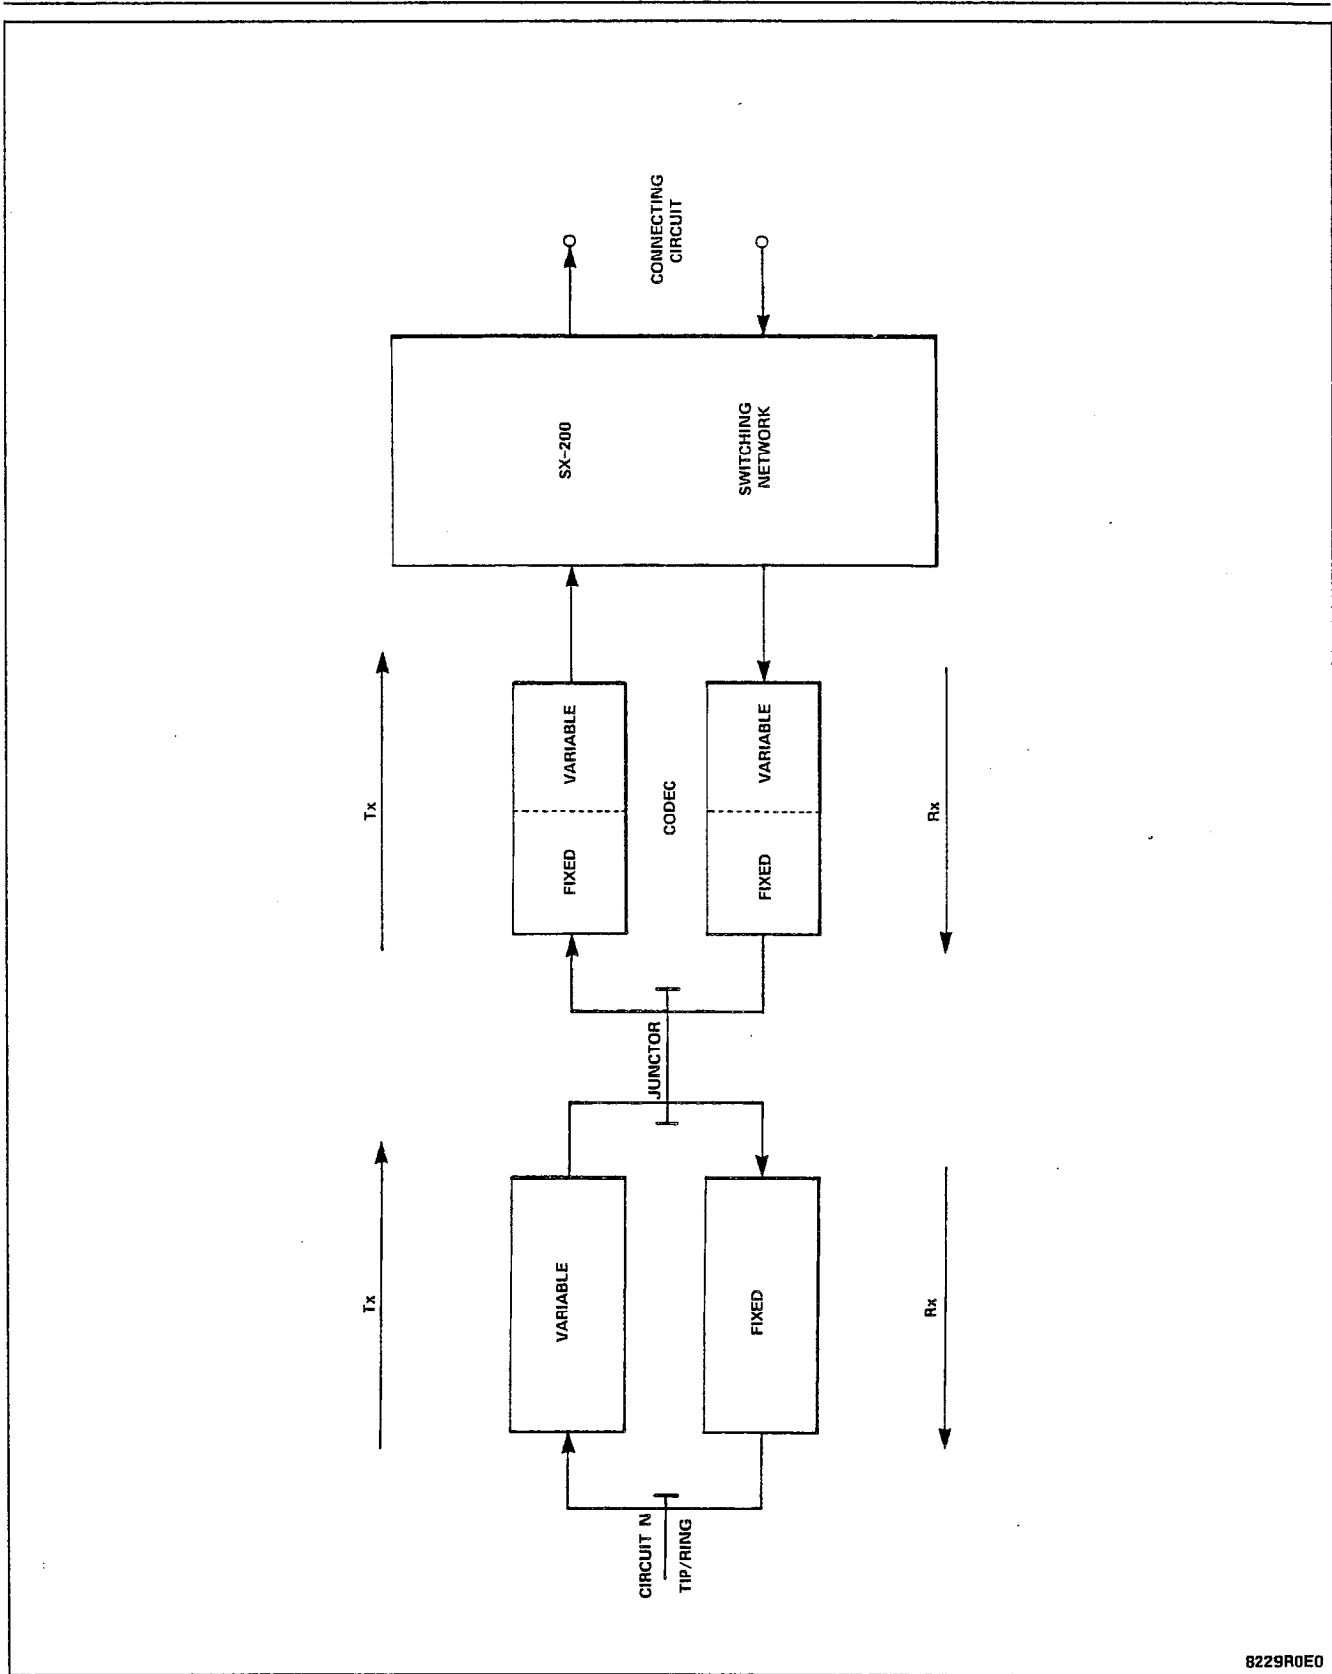 Tx
Tx
CIRCUIT N
TIP/RING
VARIABLE
FIXED
JUNCTOR
FIXED
VARIABLE
CODEC
FIXED
VARIABLE
SX-200
SWITCHING
NETWORK
CONNECTING
CIRCUIT
Rx
Rx
8229R0E0